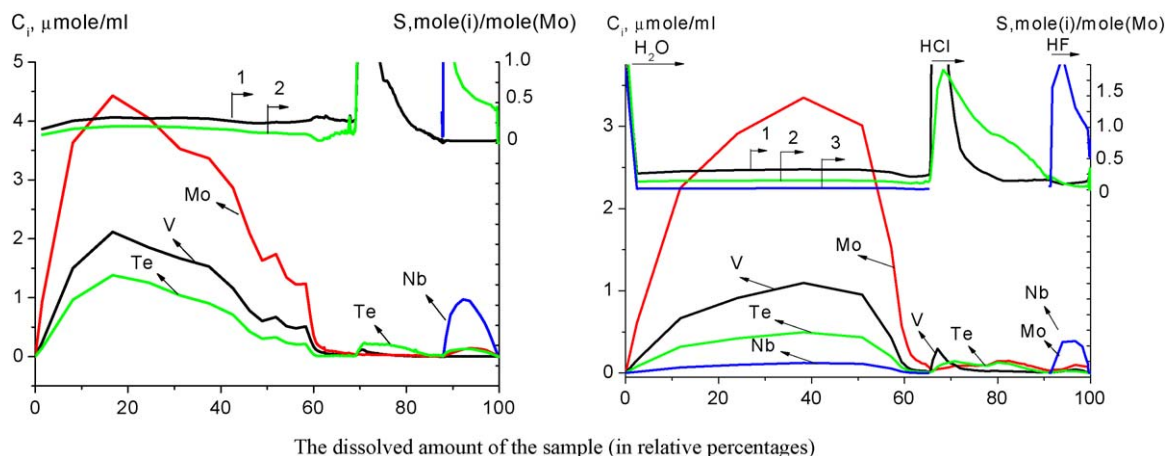 Cᵢ, μmole/ml S,mole(i)/mole(Mo)
5
4
3
2
1
0
1.0
0.5
0
1
2
Mo
V
Te
Nb
Te
0 20 40 60 80 100
Cᵢ, μmole/ml S,mole(i)/mole(Mo)
H₂O HCl HF
3
2
1
0
1.5
1.0
0.5
0
1 2 3
Mo
V
Te
Nb
V
Te
Nb
Mo
0 20 40 60 80 100
The dissolved amount of the sample (in relative percentages)